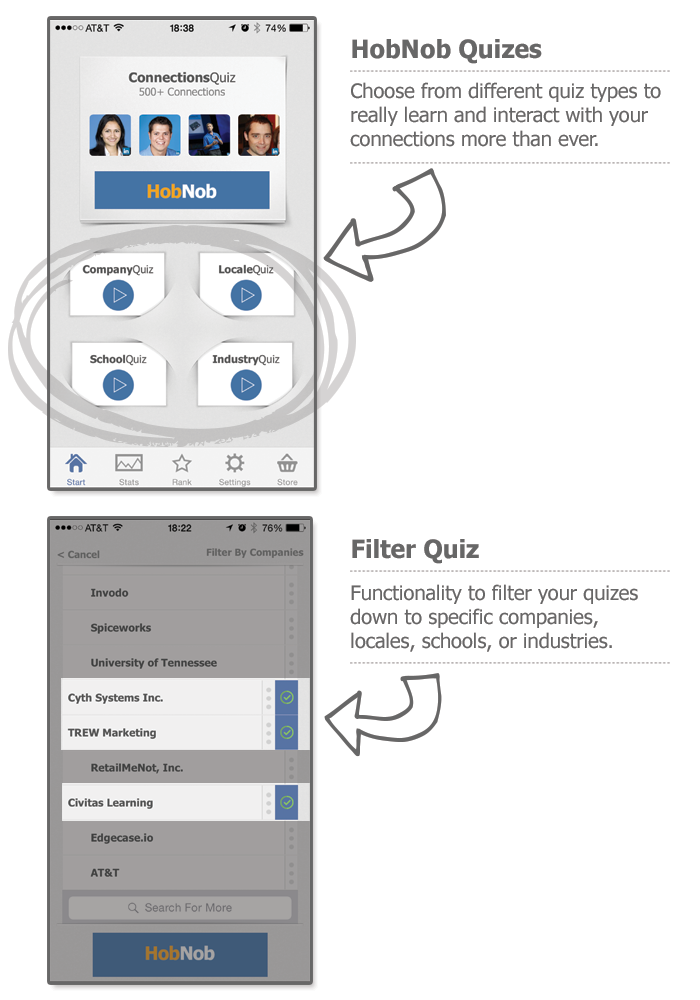 AT&T 18:38 74%
ConnectionsQuiz
500+ Connections
HobNob
CompanyQuiz LocaleQuiz
SchoolQuiz IndustryQuiz
Start Stats Rank Settings Store
HobNob Quizes
Choose from different quiz types to
really learn and interact with your
connections more than ever.
AT&T 18:22 76%
< Cancel Filter By Companies
Invodo
Spiceworks
University of Tennessee
Cyth Systems Inc.
TREW Marketing
RetailMeNot, Inc.
Civitas Learning
Edgecase.io
AT&T
Search For More
HobNob
Filter Quiz
Functionality to filter your quizes
down to specific companies,
locales, schools, or industries.